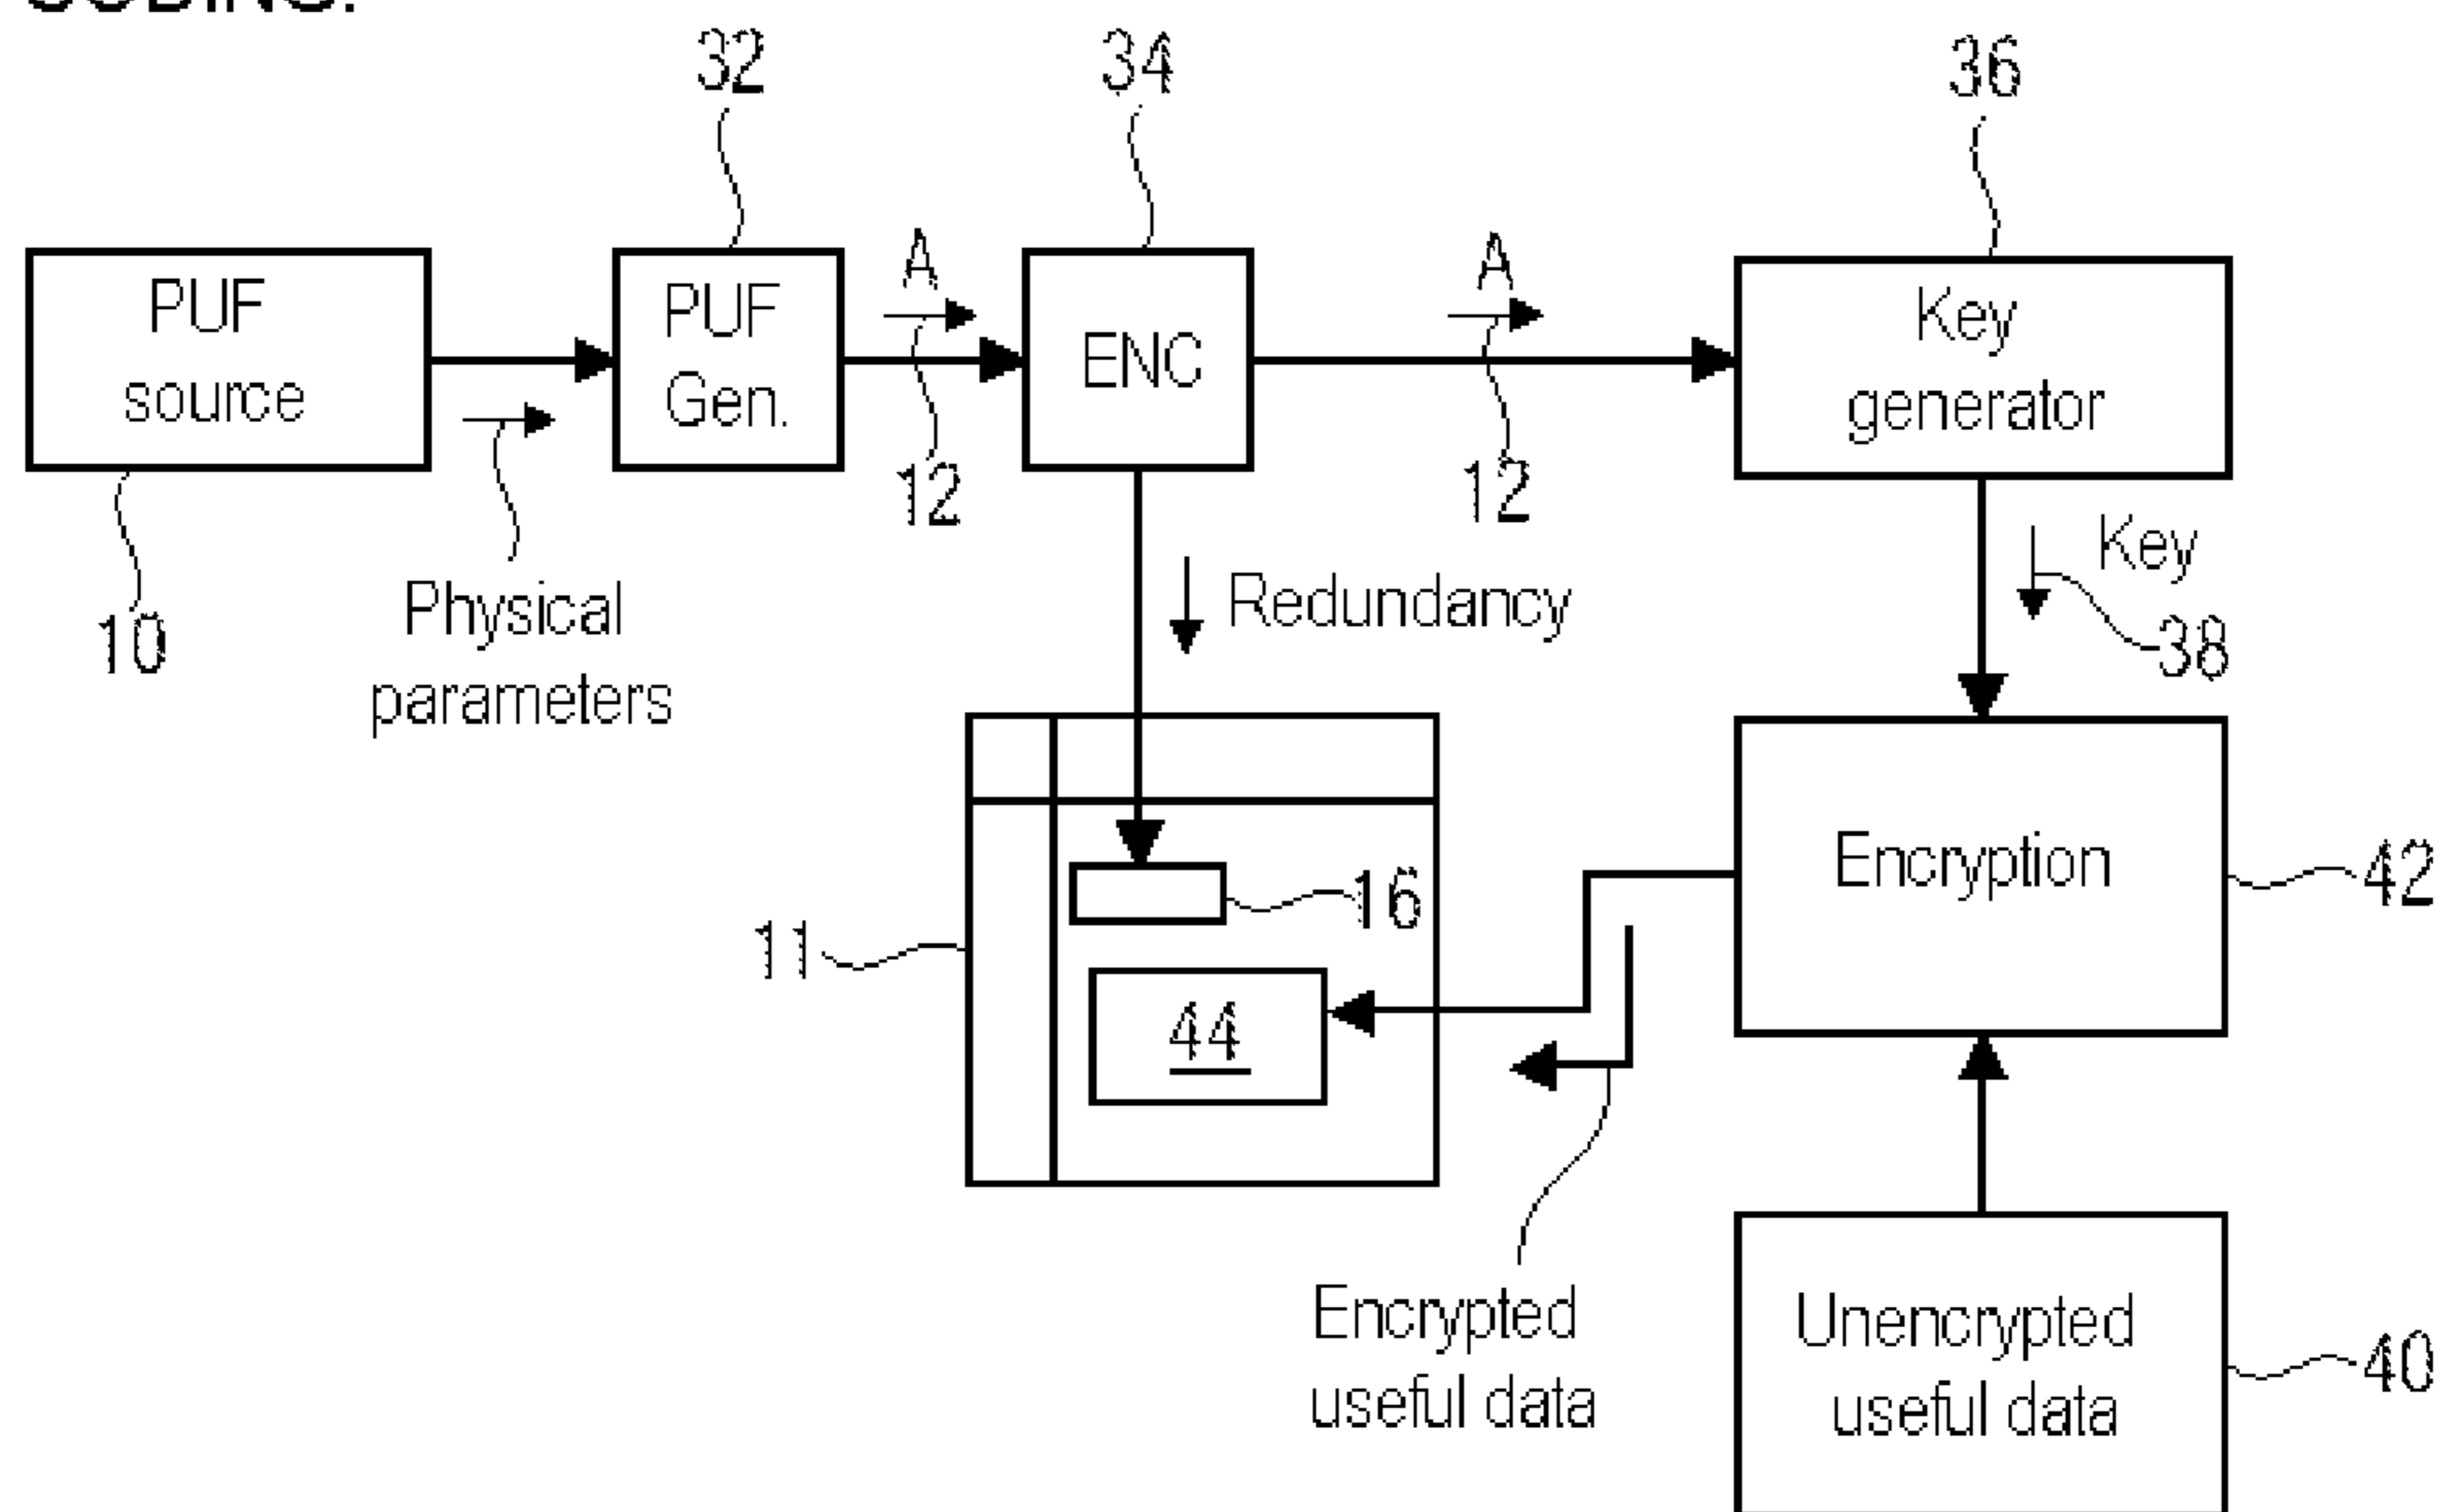 32
34
36
PUF
source
PUF
Gen.
A
ENC
A
Key
generator
12
12
10
Physical
parameters
Redundancy
Key
38
11
16
44
Encryption
42
Encrypted
useful data
Unencrypted
useful data
40